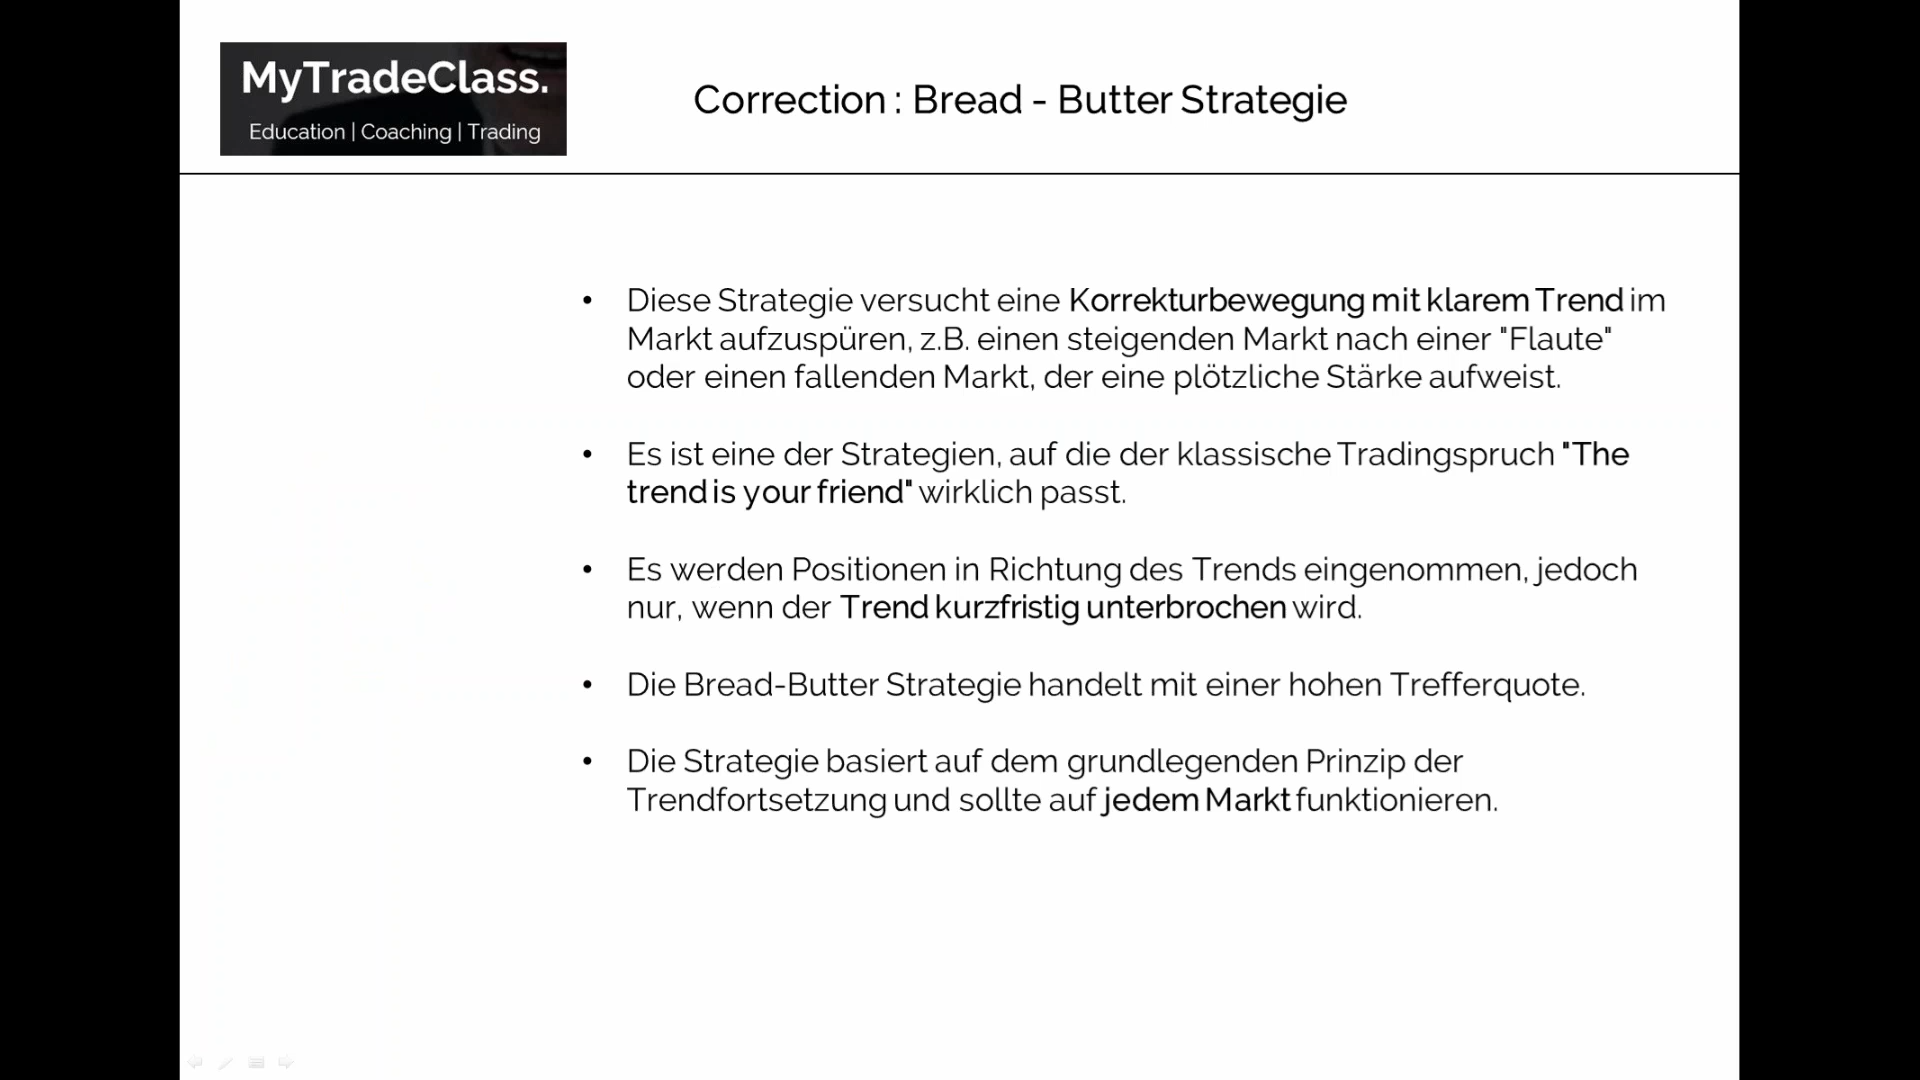 MyTradeClass.
Education | Coaching | Trading
Correction : Bread - Butter Strategie
• Diese Strategie versucht eine Korrekturbewegung mit klarem Trend im
Markt aufzuspüren, z.B. einen steigenden Markt nach einer "Flaute"
oder einen fallenden Markt, der eine plötzliche Stärke aufweist.
• Es ist eine der Strategien, auf die der klassische Tradingspruch "The
trend is your friend" wirklich passt.
• Es werden Positionen in Richtung des Trends eingenommen, jedoch
nur, wenn der Trend kurzfristig unterbrochen wird.
• Die Bread-Butter Strategie handelt mit einer hohen Trefferquote.
• Die Strategie basiert auf dem grundlegenden Prinzip der
Trendfortsetzung und sollte auf jedem Markt funktionieren.